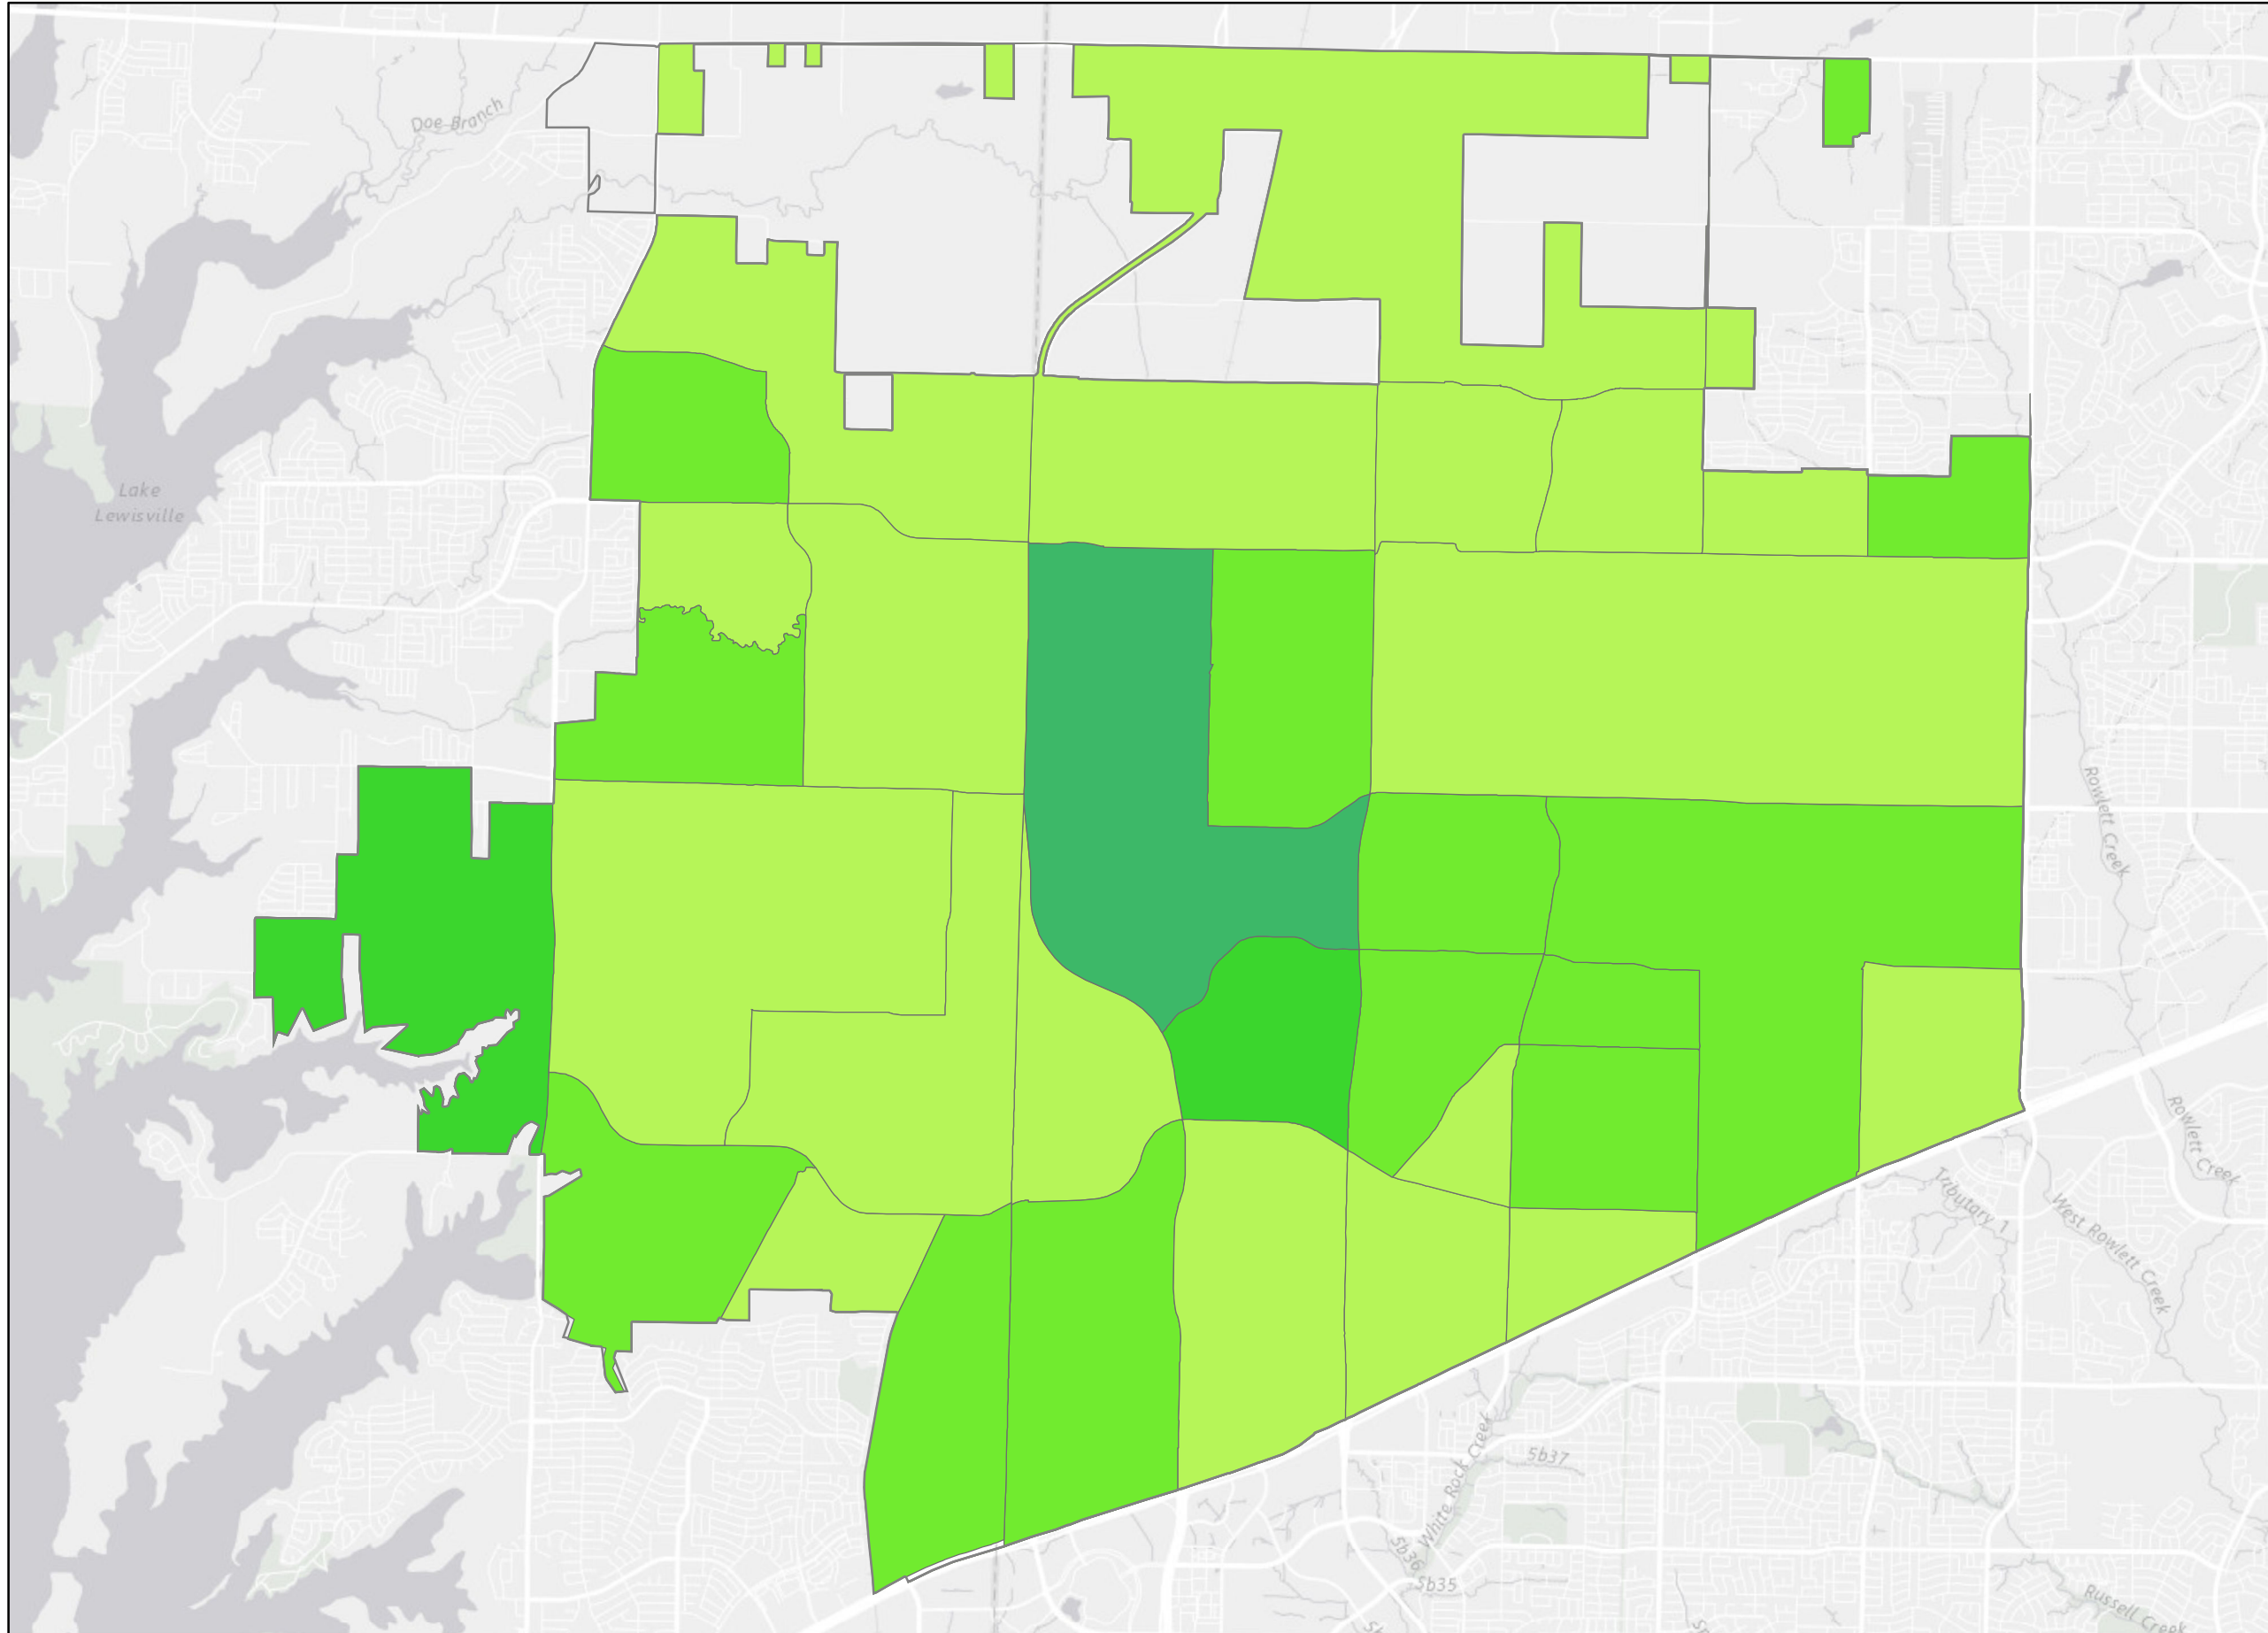 Doe Branch
Lake
Lewisville
Rowlett Creek
Rowlett Creek
Tributary 1
West Rowlett Creek
5b37
White Rock Creek
5b36
5b35
Russell Creek